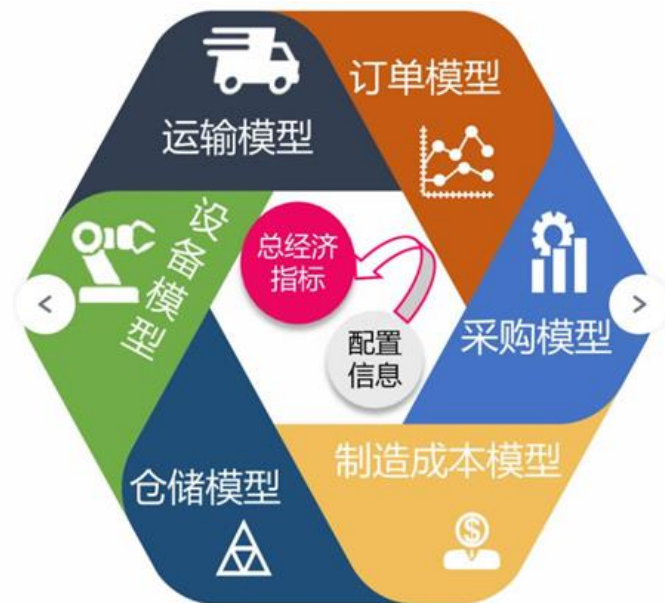 运输模型
订单模型
设备模型
总经济
指标
配置
信息
采购模型
制造成本模型
仓储模型
$